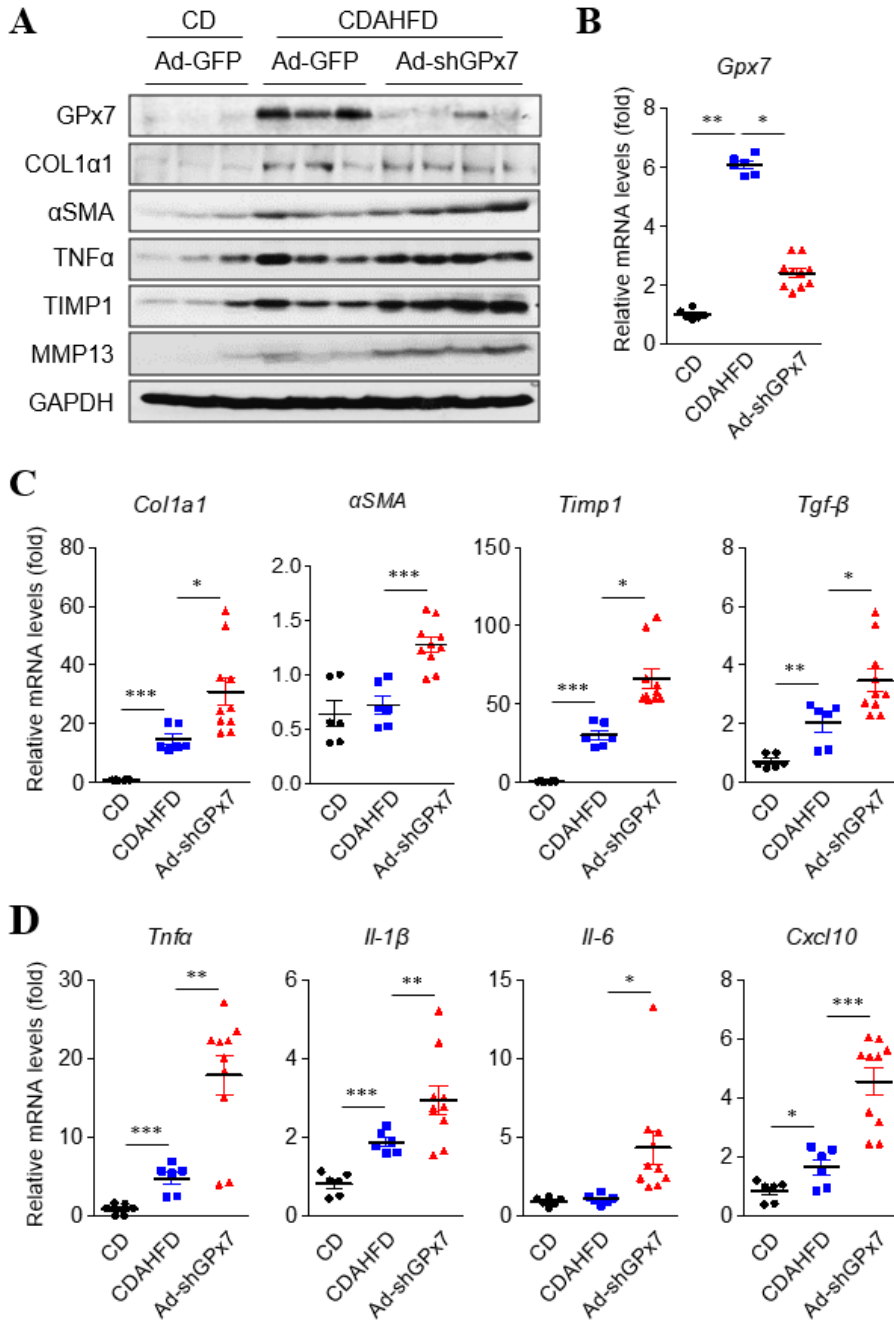 A
CD CDAHFD
Ad-GFP Ad-GFP Ad-shGPx7
GPx7
COL1α1
αSMA
TNFα
TIMP1
MMP13
GAPDH
B
Gpx7
Relative mRNA levels (fold)
** *
8
6
4
2
0
CD
CDAHFD
Ad-shGPx7
C
Col1a1
Relative mRNA levels (fold)
80
60
40
20
0
*** *
CD
CDAHFD
Ad-shGPx7
αSMA
2.0
1.5
1.0
0.5
0.0
***
CD
CDAHFD
Ad-shGPx7
Timp1
150
100
50
0
*** *
CD
CDAHFD
Ad-shGPx7
Tgf-β
8
6
4
2
0
** *
CD
CDAHFD
Ad-shGPx7
D
Tnfα
Relative mRNA levels (fold)
30
20
10
0
*** **
CD
CDAHFD
Ad-shGPx7
Il-1β
6
4
2
0
*** **
CD
CDAHFD
Ad-shGPx7
Il-6
15
10
5
0
*
CD
CDAHFD
Ad-shGPx7
Cxcl10
8
6
4
2
0
* ***
CD
CDAHFD
Ad-shGPx7